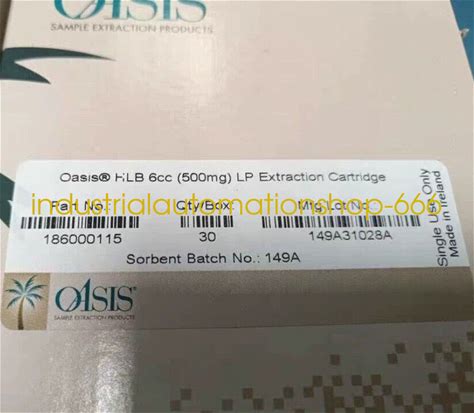 OASIS
SAMPLE EXTRACTION PRODUCTS
Oasis® HLB 6cc (500mg) LP Extraction Cartridge
Part No. Qty/Box Mfg Lot No.
industrialautomationshop-666
186000115 30 149A31028A
Sorbent Batch No.: 149A
Single Use Only
Made in Ireland
OASIS®
SAMPLE EXTRACTION PRODUCTS